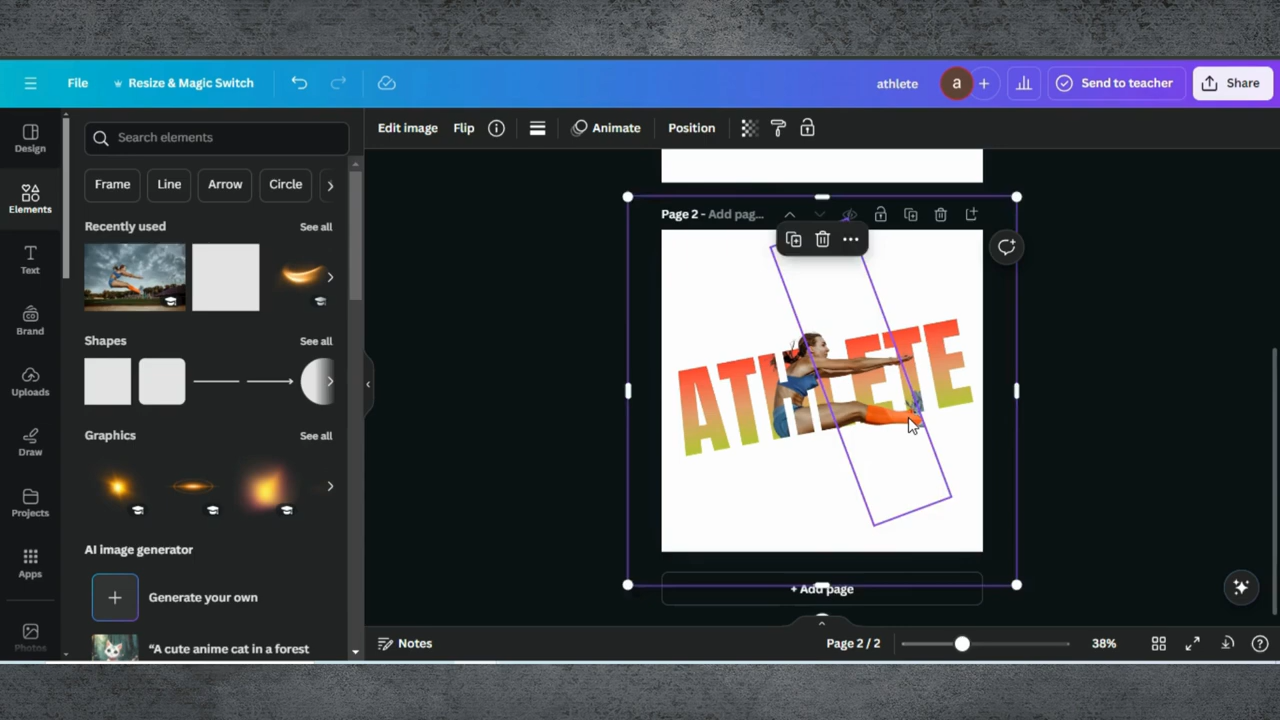 File
Resize & Magic Switch
athlete
a
Send to teacher
Share
Design
Elements
Text
Brand
Uploads
Draw
Projects
Apps
Photos
Search elements
Frame
Line
Arrow
Circle
Recently used
See all
Shapes
See all
Graphics
See all
AI image generator
Generate your own
“A cute anime cat in a forest
Edit image
Flip
Animate
Position
Page 2 - Add pag...
ATHLETE
+ Add page
Notes
Page 2 / 2
38%